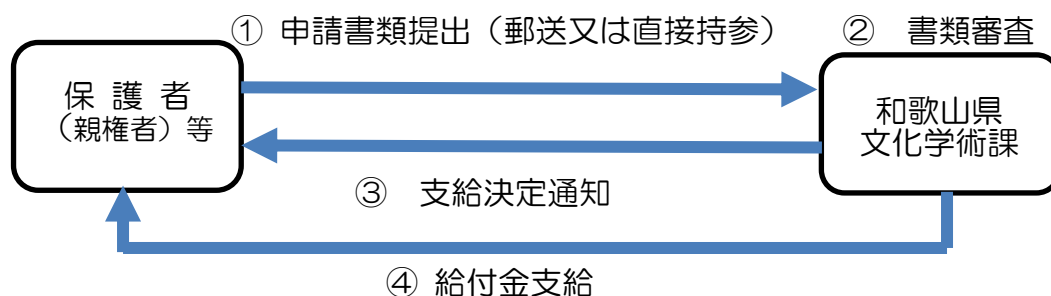 ① 申請書類提出（郵送又は直接持参）
② 書類審査
保 護 者
（親権者）等
和歌山県
文化学術課
③ 支給決定通知
④ 給付金支給